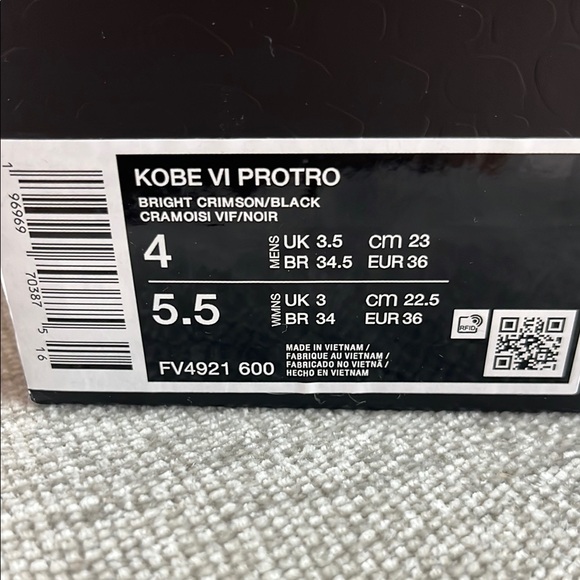 KOBE VI PROTRO
BRIGHT CRIMSON/BLACK
CRAMOISI VIF/NOIR
4 MENS UK 3.5 cm 23
BR 34.5 EUR 36
5.5 WMNS UK 3 cm 22.5
BR 34 EUR 36
FV4921 600
MADE IN VIETNAM /
FABRIQUE AU VIETNAM /
FABRICADO NO VIETNÃ /
HECHO EN VIETNAM
RFID
1 96969 70387 5 16